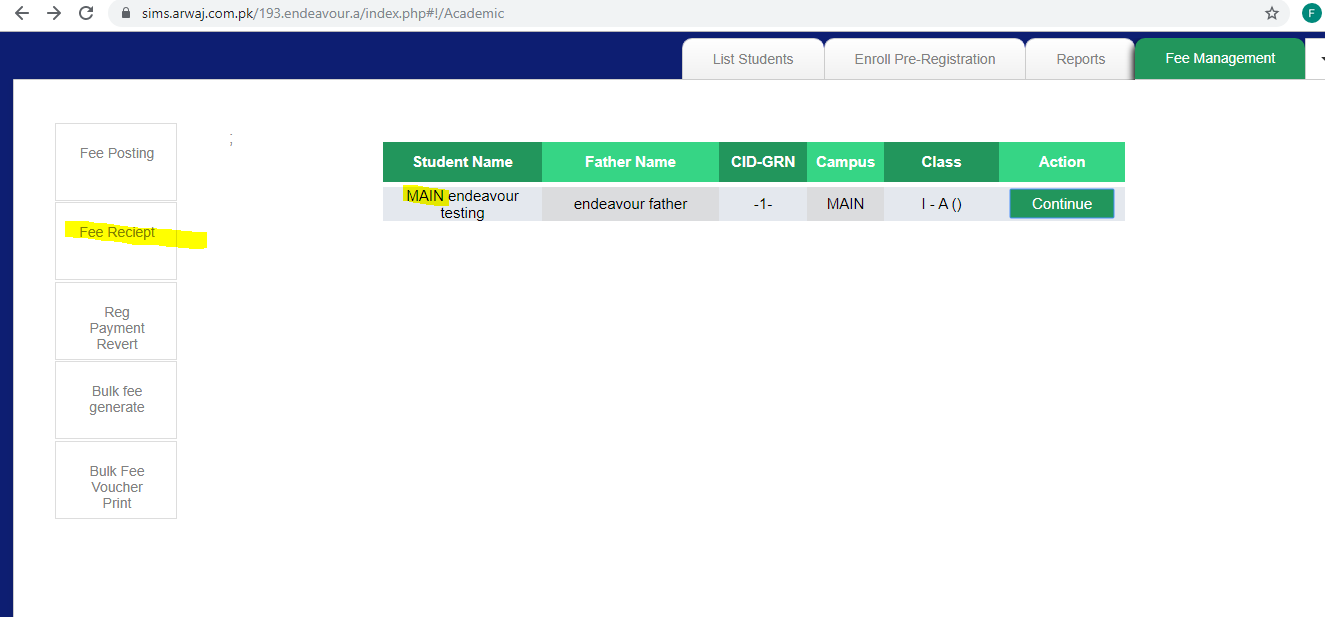 sims.arwaj.com.pk/193.endeavour.a/index.php#!/Academic
F
List Students
Enroll Pre-Registration
Reports
Fee Management
Fee Posting
;
Fee Reciept
Reg
Payment
Revert
Bulk fee
generate
Bulk Fee
Voucher
Print
Student Name Father Name CID-GRN Campus Class Action
MAIN endeavour
testing
endeavour father
-1-
MAIN
I - A ()
Continue